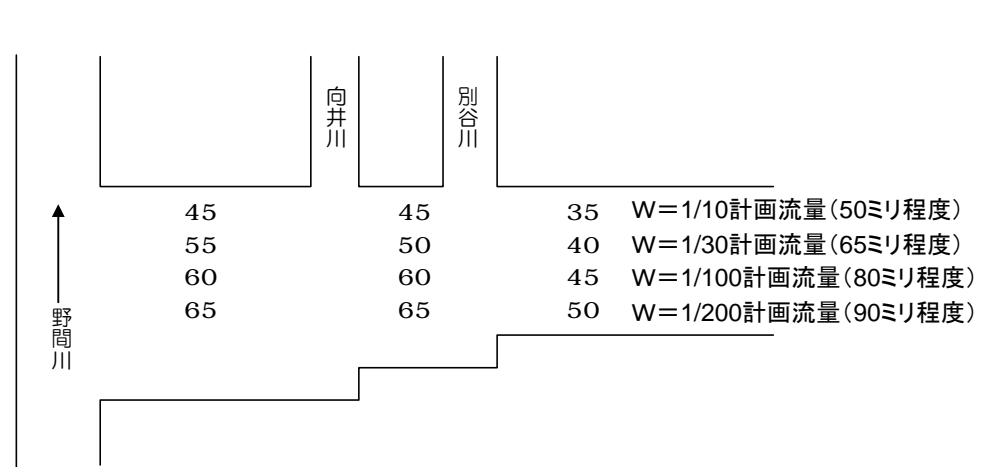 向井川
別谷川
45 45 35 W＝1/10計画流量（50ミリ程度）
55 50 40 W＝1/30計画流量（65ミリ程度）
60 60 45 W＝1/100計画流量（80ミリ程度）
65 65 50 W＝1/200計画流量（90ミリ程度）
野間川